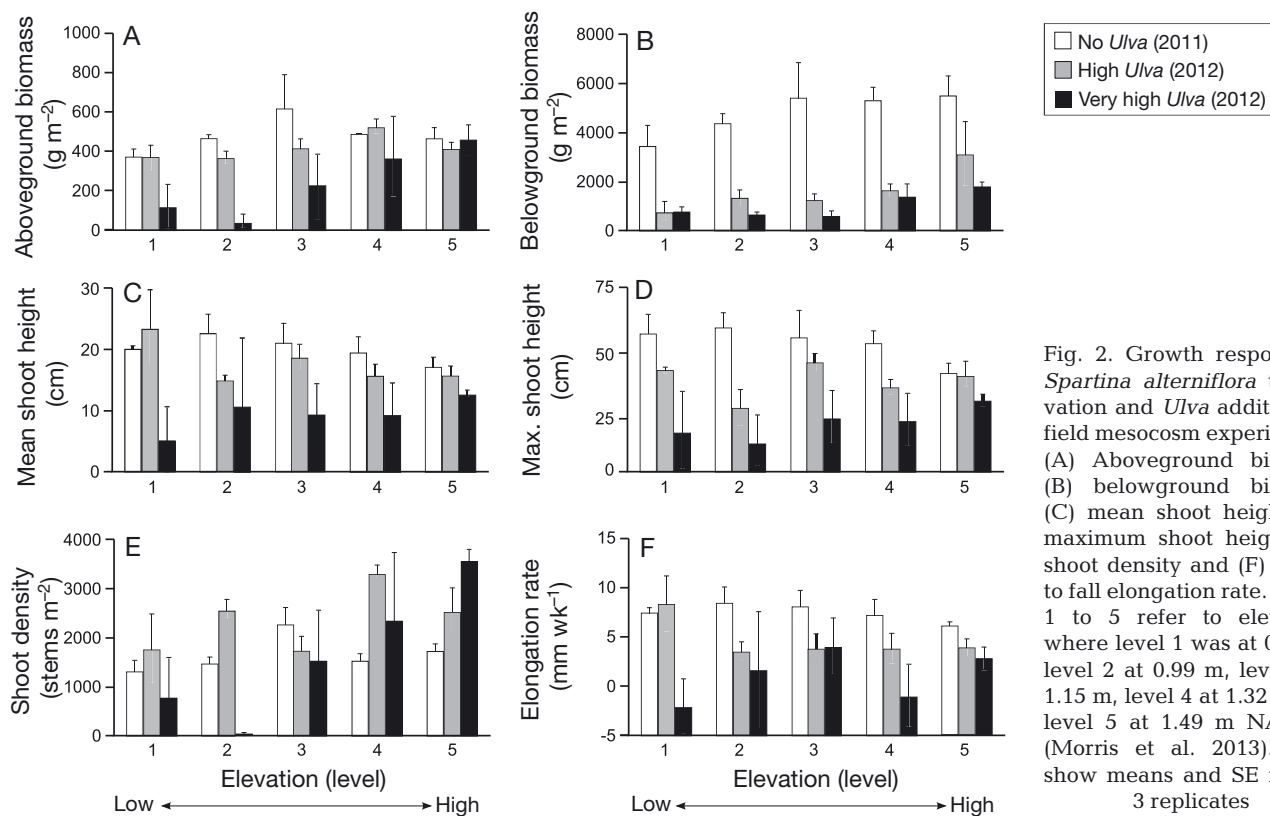 A
1000
800
600
400
200
0
Aboveground biomass
(g m⁻²)
1 2 3 4 5
B
8000
6000
4000
2000
0
Belowground biomass
(g m⁻²)
1 2 3 4 5
No Ulva (2011)
High Ulva (2012)
Very high Ulva (2012)
C
30
20
10
0
Mean shoot height
(cm)
1 2 3 4 5
D
75
50
25
0
Max. shoot height
(cm)
1 2 3 4 5
E
4000
3000
2000
1000
0
Shoot density
(stems m⁻²)
1 2 3 4 5
Elevation (level)
Low High
F
15
10
5
0
-5
Elongation rate
(mm wk⁻¹)
1 2 3 4 5
Elevation (level)
Low High
Fig. 2. Growth respo
Spartina alterniflora
vation and Ulva addit
field mesocosm experi
(A) Aboveground bi
(B) belowground bi
(C) mean shoot heigh
maximum shoot heig
shoot density and (F)
to fall elongation rate.
1 to 5 refer to ele
where level 1 was at 0
level 2 at 0.99 m, lev
1.15 m, level 4 at 1.32
level 5 at 1.49 m NA
(Morris et al. 2013)
show means and SE
3 replicates